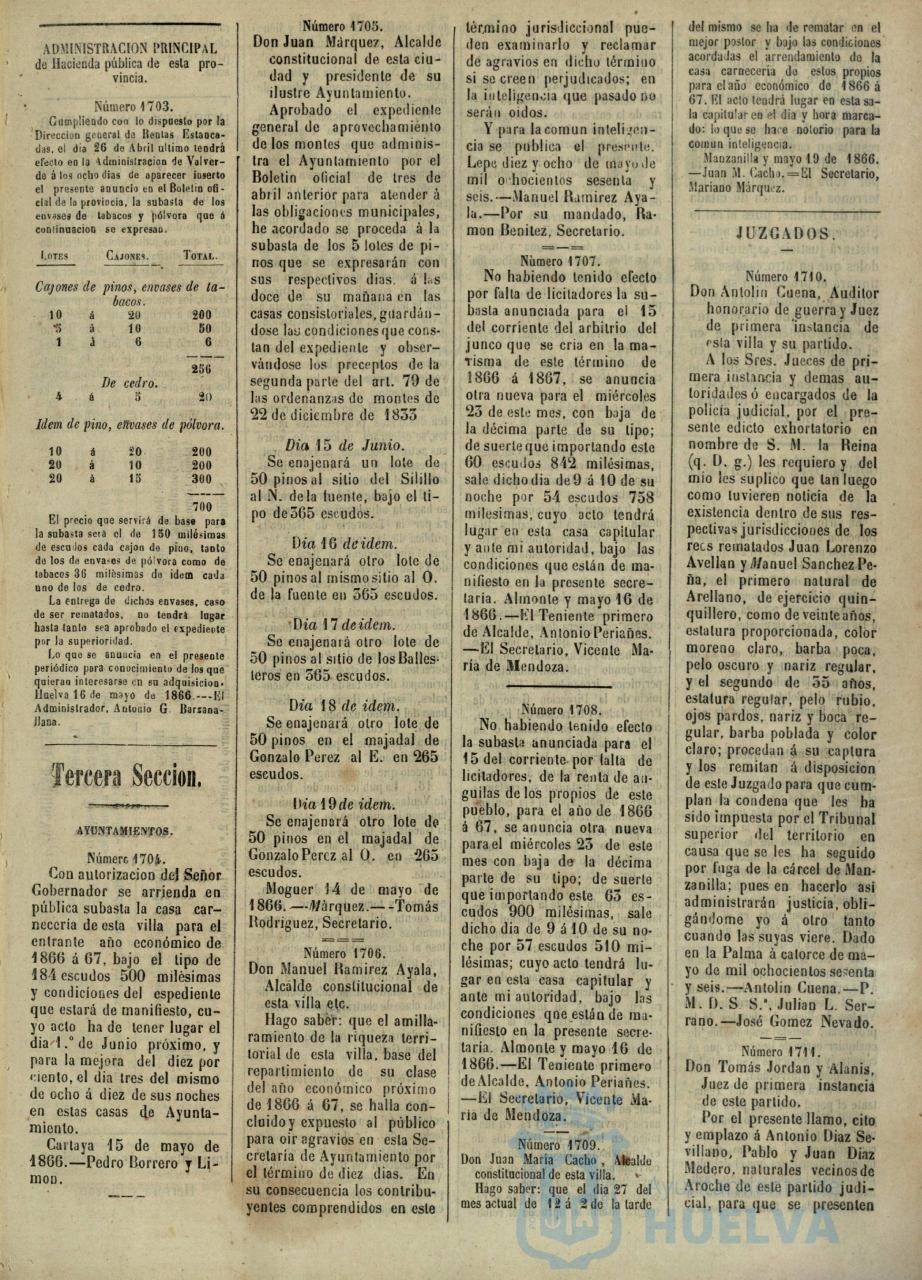 ADMINISTRACION PRINCIPAL
de Hacienda pública de esta pro-
vincia.
Número 1703.
Cumpliendo con lo dispuesto por la
Direccion general de Rentas Estanca-
das, el dia 26 de Abril ultimo tendrá
efecto en la Administracion de Valver-
de á los ocho dias de aparecer inserto
el presente anuncio en el Boletin ofi-
cial de la provincia, la subasta de los
envases de tabacos y pólvora que á
continuacion se expresan.
LOTES CAJONES. TOTAL.
Cajones de pinos, envases de ta-
bacos.
10 á 20 200
5 á 10 50
1 á 6 6
256
De cedro.
4 á 5 20
Idem de pino, envases de pólvora.
10 á 20 200
20 á 10 200
20 á 15 300
700
El precio que servirá de base para
la subasta será el de 150 milésimas
de escudos cada cajon de pino, tanto
de los de envases de pólvora como de
tabacos 36 milésimas de idem cada
uno de los de cedro.
La entrega de dichos envases, caso
de ser rematados, no tendrá lugar
hasta tanto sea aprobado el expediente
por la superioridad.
Lo que se anuncia en el presente
periódico para conocimiento de los que
quieran interesarse en su adquisicion.
Huelva 16 de mayo de 1866.—El
Administrador, Antonio G Barzana-
llana.
Tercera Seccion.
AYUNTAMIENTOS.
Número 1704.
Con autorizacion del Señor
Gobernador se arrienda en
pública subasta la casa car-
necería de esta villa para el
entrante año económico de
1866 á 67, bajo el tipo de
184 escudos 500 milésimas
y condiciones del espediente
que estará de manifiesto, cu-
yo acto ha de tener lugar el
dia 1.º de Junio próximo, y
para la mejora del diez por
ciento, el dia tres del mismo
de ocho á diez de sus noches
en estas casas de Ayunta-
miento.
Cartaya 15 de mayo de
1866.—Pedro Borrero y Li-
mon.
Número 1705.
Don Juan Márquez, Alcalde
constitucional de esta ciu-
dad y presidente de su
ilustre Ayuntamiento.
Aprobado el expediente
general de aprovechamiento
de los montes que adminis-
tra el Ayuntamiento por el
Boletin oficial de tres de
abril anterior para atender á
las obligaciones municipales,
he acordado se proceda á la
subasta de los 5 lotes de pi-
nos que se expresarán con
sus respectivos dias, á las
doce de su mañana en las
casas consistoriales, guardán-
dose las condiciones que cons-
tan del expediente y obser-
vándose los preceptos de la
segunda parte del art. 79 de
las ordenanzas de montes de
22 de diciembre de 1833
Dia 15 de Junio.
Se enajenará un lote de
50 pinos al sitio del Silillo
al N. de la fuente, bajo el ti-
po de 365 escudos.
Dia 16 de idem.
Se enajenará otro lote de
50 pinos al mismo sitio al O.
de la fuente en 365 escudos.
Dia 17 de idem.
Se enajenará otro lote de
50 pinos al sitio de los Balles-
teros en 365 escudos.
Dia 18 de idem.
Se enajenará otro lote de
50 pinos en el majadal de
Gonzalo Perez al E. en 265
escudos.
Dia 19 de idem.
Se enajenará otro lote de
50 pinos en el majadal de
Gonzalo Perez al O. en 265
escudos.
Moguer 14 de mayo de
1866.—Márquez.—Tomás
Rodriguez, Secretario.
Número 1706.
Don Manuel Ramirez Ayala,
Alcalde constitucional de
esta villa etc.
Hago saber: que el amilla-
ramiento de la riqueza terri-
torial de esta villa, base del
repartimiento de su clase
del año económico próximo
de 1866 á 67, se halla con-
cluido y expuesto al público
para oir agravios en esta Se-
cretaría de Ayuntamiento por
el término de diez dias. En
su consecuencia los contribu-
yentes comprendidos en este
término jurisdiccional pue-
den examinarlo y reclamar
de agravios en dicho término
si se creen perjudicados; en
la inteligencia que pasado no
serán oidos.
Y para la comun inteligen-
cia se publica el presente.
Lepe diez y ocho de mayo de
mil ochocientos sesenta y
seis.—Manuel Ramirez Aya-
la.—Por su mandado, Ra-
mon Benitez, Secretario.
Número 1707.
No habiendo tenido efecto
por falta de licitadores la su-
basta anunciada para el 15
del corriente del arbitrio del
junco que se cria en la ma-
risma de este término de
1866 á 1867, se anuncia
otra nueva para el miércoles
23 de este mes, con baja de
la décima parte de su tipo;
de suerte que importando este
60 escudos 842 milésimas,
sale dicho dia de 9 á 10 de su
noche por 54 escudos 758
milesimas, cuyo acto tendrá
lugar en esta casa capitular
y ante mi autoridad, bajo las
condiciones que están de ma-
nifiesto en la presente secre-
taría. Almonte y mayo 16 de
1866.—El Teniente primero
de Alcalde, Antonio Periañes.
—El Secretario, Vicente Ma-
ría de Mendoza.
Número 1708.
No habiendo tenido efecto
la subasta anunciada para el
15 del corriente por falta de
licitadores, de la renta de an-
guilas de los propios de este
pueblo, para el año de 1866
á 67, se anuncia otra nueva
para el miércoles 23 de este
mes con baja de la décima
parte de su tipo; de suerte
que importando este 63 es-
cudos 900 milésimas, sale
dicho dia de 9 á 10 de su no-
che por 57 escudos 510 mi-
lésimas; cuyo acto tendrá lu-
gar en esta casa capitular y
ante mi autoridad, bajo las
condiciones que están de ma-
nifiesto en la presente secre-
taría. Almonte y mayo 16 de
1866.—El Teniente primero
de Alcalde, Antonio Periañes.
—El Secretario, Vicente Ma-
ria de Mendoza.
Número 1709.
Don Juan María Cacho, Alcalde
constitucional de esta villa.
Hago saber: que el dia 27 del
mes actual de 12 á 2 de la tarde
del mismo se ha de rematar en el
mejor postor y bajo las condiciones
acordadas el arrendamiento de la
casa carnecería de estos propios
para el año económico de 1866 á
67. El acto tendrá lugar en esta sa-
la capitular en el dia y hora marca-
do: lo que se hace notorio para la
comun inteligencia.
Manzanilla y mayo 19 de 1866.
—Juan M. Cacho.=El Secretario,
Mariano Márquez.
JUZGADOS.
Número 1710.
Don Antolin Cuena, Auditor
honorario de guerra y Juez
de primera instancia de
esta villa y su partido.
A los Sres. Jueces de pri-
mera instancia y demas au-
toridades ó encargados de la
policía judicial, por el pre-
sente edicto exhortatorio en
nombre de S. M. la Reina
(q. D. g.) les requiero y del
mio les suplico que tan luego
como tuvieren noticia de la
existencia dentro de sus res-
pectivas jurisdicciones de los
reos rematados Juan Lorenzo
Avellan y Manuel Sanchez Pe-
ña, el primero natural de
Arellano, de ejercicio quin-
quillero, como de veinte años,
estatura proporcionada, color
moreno claro, barba poca,
pelo oscuro y nariz regular,
y el segundo de 35 años,
estatura regular, pelo rubio,
ojos pardos, nariz y boca re-
gular, barba poblada y color
claro; procedan á su captura
y los remitan á disposicion
de este Juzgado para que cum-
plan la condena que les ha
sido impuesta por el Tribunal
superior del territorio en
causa que se les ha seguido
por fuga de la cárcel de Man-
zanilla; pues en hacerlo asi
administrarán justicia, obli-
gándome yo á otro tanto
cuando las suyas viere. Dado
en la Palma á catorce de ma-
yo de mil ochocientos sesenta
y seis.—Antolin Cuena.—P.
M. D. S S.ª, Julian L. Ser-
rano.—José Gomez Nevado.
Número 1711.
Don Tomás Jordan y Alanis,
Juez de primera instancia
de este partido.
Por el presente llamo, cito
y emplazo á Antonio Diaz Se-
villano, Pablo y Juan Diaz
Medero, naturales vecinos de
Aroche de este partido judi-
cial, para que se presenten
HUELVA